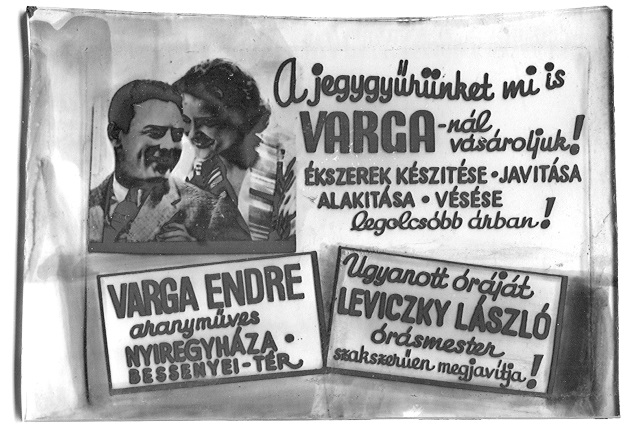 A jegygyűrűnket mi is
VARGA-nál
vásároljuk!
ÉKSZEREK KÉSZITÉSE • JAVITÁSA
ALAKITÁSA • VÉSÉSE
legolcsóbb árban!
VARGA ENDRE
aranyműves
NYIREGYHÁZA •
BESSENYEI-TÉR
Ugyanott óráját
LEVICZKY LÁSZLÓ
órásmester
szakszerűen megjavítja!